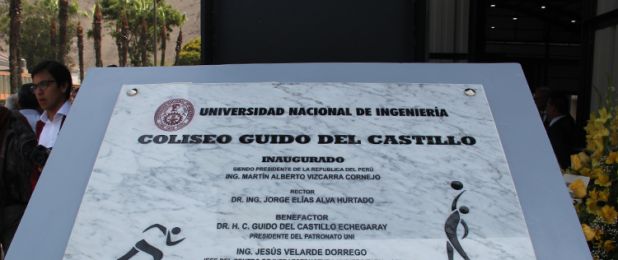 UNIVERSIDAD NACIONAL DE INGENIERÍA
COLISEO GUIDO DEL CASTILLO
INAUGURADO
SIENDO PRESIDENTE DE LA REPUBLICA DEL PERÚ
ING. MARTÍN ALBERTO VIZCARRA CORNEJO
RECTOR
DR. ING. JORGE ELÍAS ALVA HURTADO
BENEFACTOR
DR. H. C. GUIDO DEL CASTILLO ECHEGARAY
PRESIDENTE DEL PATRONATO UNI
ING. JESÚS VELARDE DORREGO